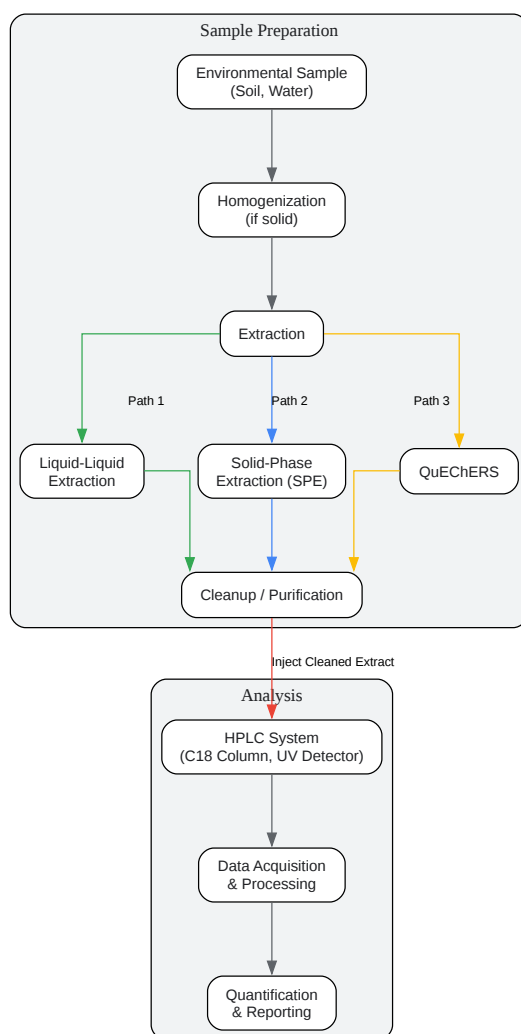 Sample Preparation
Environmental Sample
(Soil, Water)
Homogenization
(if solid)
Extraction
Path 1
Path 2
Path 3
Liquid-Liquid
Extraction
Solid-Phase
Extraction (SPE)
QuEChERS
Cleanup / Purification
Inject Cleaned Extract
Analysis
HPLC System
(C18 Column, UV Detector)
Data Acquisition
& Processing
Quantification
& Reporting